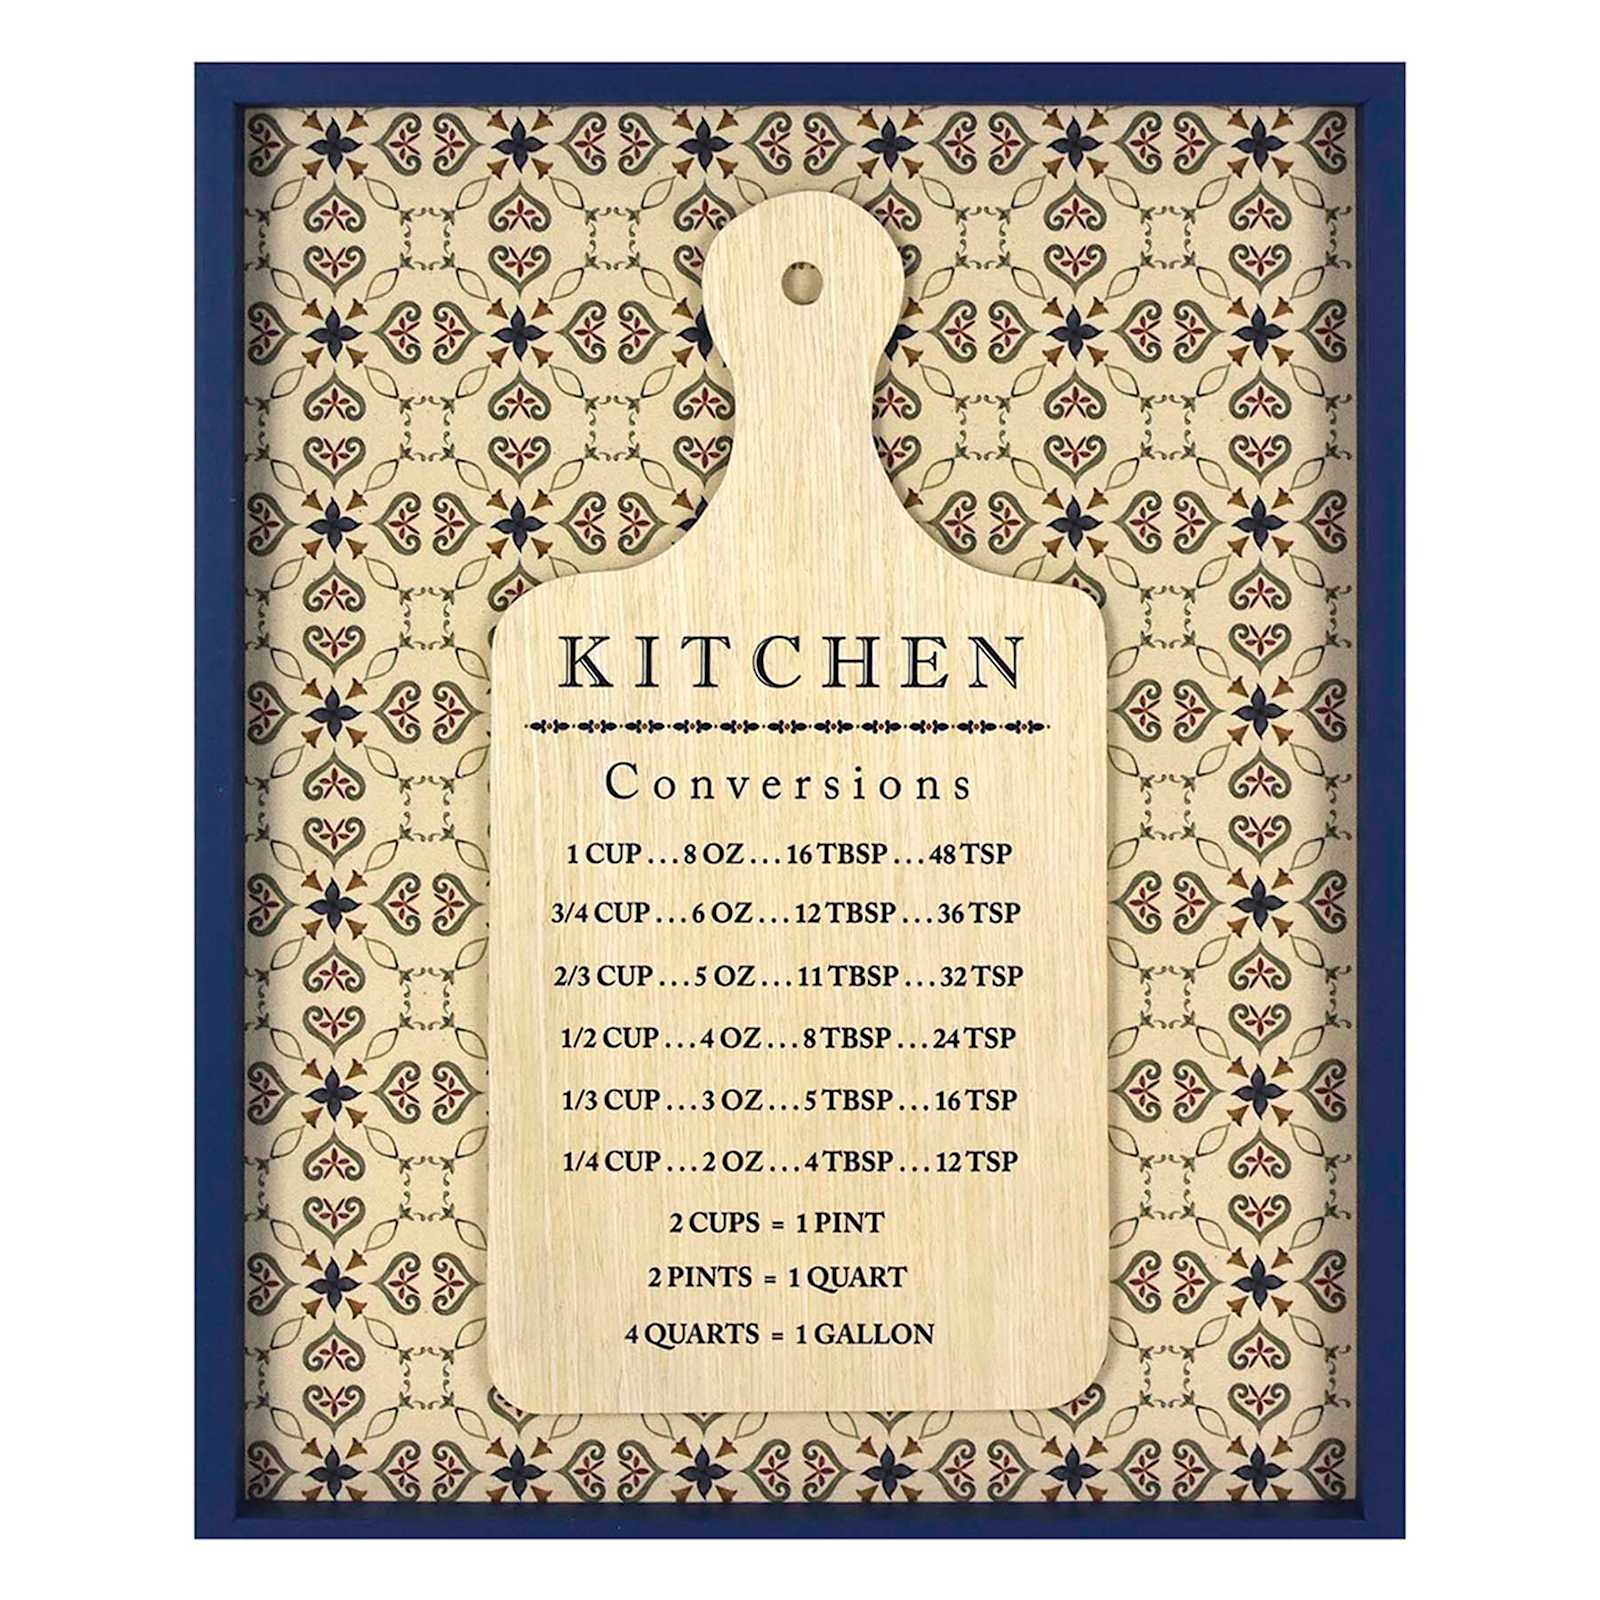 KITCHEN
Conversions
1 CUP...8 OZ...16 TBSP...48 TSP
3/4 CUP...6 OZ...12 TBSP...36 TSP
2/3 CUP...5 OZ...11 TBSP...32 TSP
1/2 CUP...4 OZ...8 TBSP...24 TSP
1/3 CUP...3 OZ...5 TBSP...16 TSP
1/4 CUP...2 OZ...4 TBSP...12 TSP
2 CUPS = 1 PINT
2 PINTS = 1 QUART
4 QUARTS = 1 GALLON